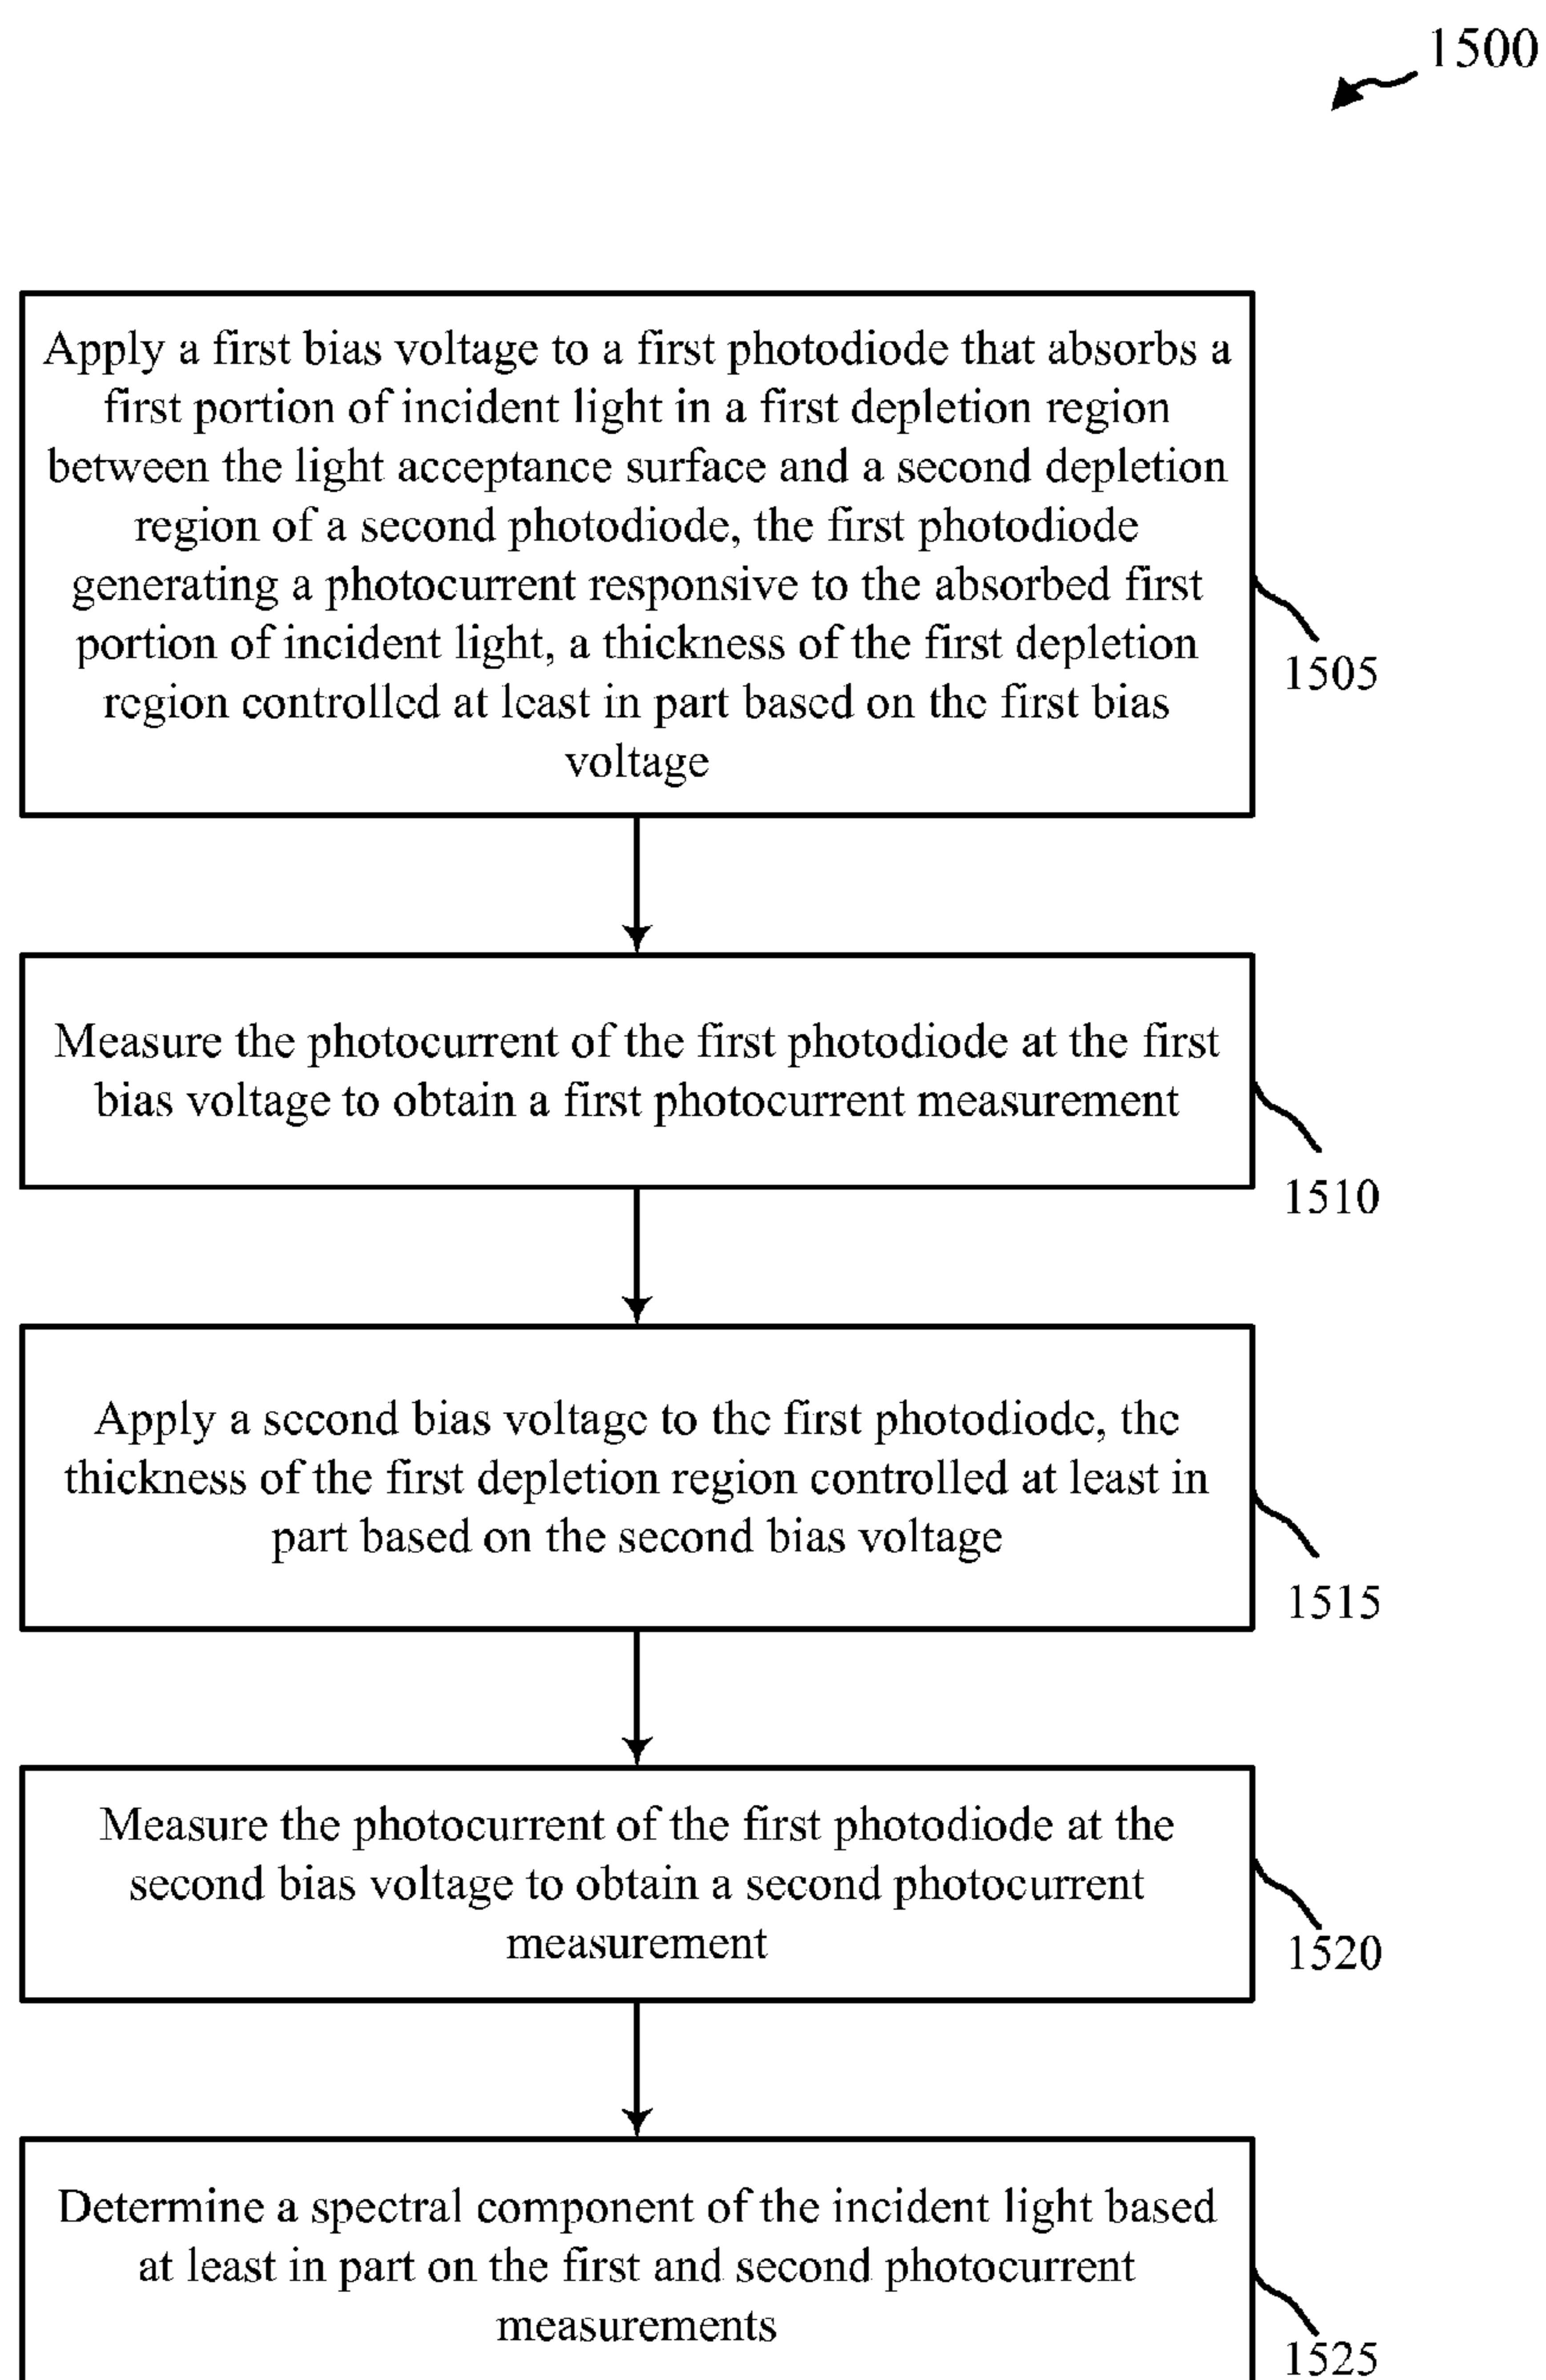 1500
Apply a first bias voltage to a first photodiode that absorbs a
first portion of incident light in a first depletion region
between the light acceptance surface and a second depletion
region of a second photodiode, the first photodiode
generating a photocurrent responsive to the absorbed first
portion of incident light, a thickness of the first depletion
region controlled at least in part based on the first bias
voltage
1505
Measure the photocurrent of the first photodiode at the first
bias voltage to obtain a first photocurrent measurement
1510
Apply a second bias voltage to the first photodiode, the
thickness of the first depletion region controlled at least in
part based on the second bias voltage
1515
Measure the photocurrent of the first photodiode at the
second bias voltage to obtain a second photocurrent
measurement
1520
Determine a spectral component of the incident light based
at least in part on the first and second photocurrent
measurements
1525